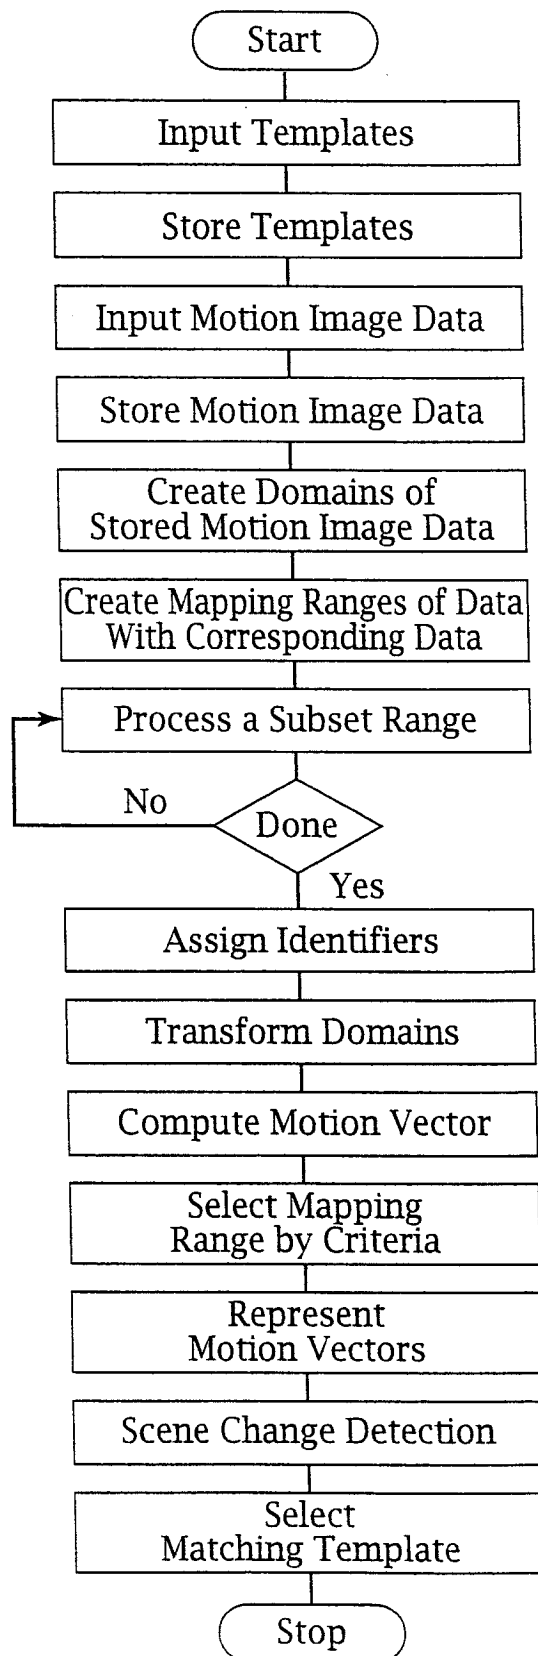 Start
Input Templates
Store Templates
Input Motion Image Data
Store Motion Image Data
Create Domains of
Stored Motion Image Data
Create Mapping Ranges of Data
With Corresponding Data
Process a Subset Range
No
Done
Yes
Assign Identifiers
Transform Domains
Compute Motion Vector
Select Mapping
Range by Criteria
Represent
Motion Vectors
Scene Change Detection
Select
Matching Template
Stop